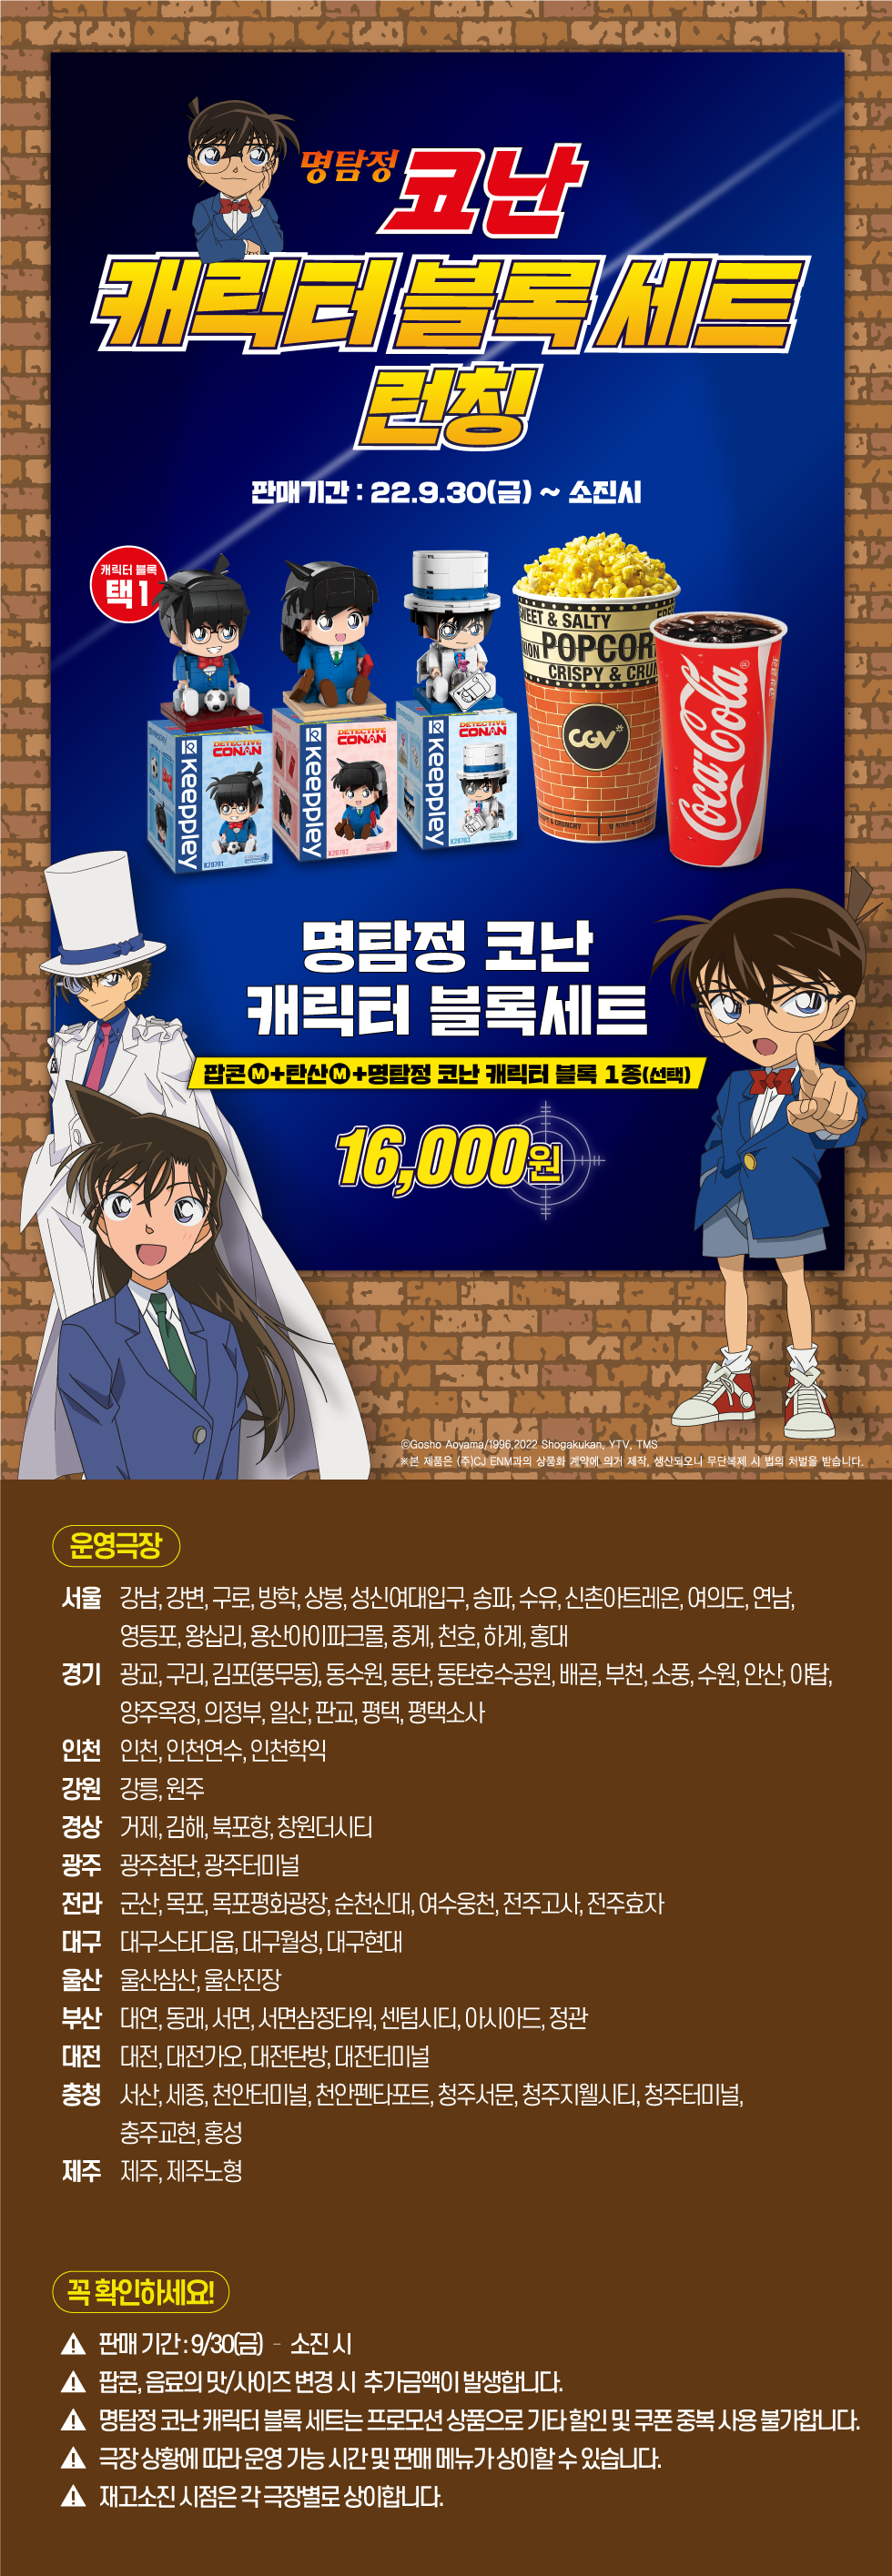 명탐정 코난
캐릭터 블록 세트
런칭
판매기간 : 22.9.30(금) ~ 소진시
캐릭터 블록
택1
SWEET & SALTY
POPCOR
CRISPY & CRUN
CGV
Coca-Cola
keeppley
DETECTIVE
CONAN
K20701
keeppley
DETECTIVE
CONAN
K20702
keeppley
DETECTIVE
CONAN
K20703
명탐정 코난
캐릭터 블록세트
팝콘Ⓜ+탄산Ⓜ+명탐정 코난 캐릭터 블록 1종(선택)
16,000원
©Gosho Aoyama/1996,2022 Shogakukan, YTV, TMS
※본 제품은 (주)CJ ENM과의 상품화 계약에 의거 제작, 생산되오니 무단복제 시 법의 처벌을 받습니다.
운영극장
서울 강남, 강변, 구로, 방학, 상봉, 성신여대입구, 송파, 수유, 신촌아트레온, 여의도, 연남,
영등포, 왕십리, 용산아이파크몰, 중계, 천호, 하계, 홍대
경기 광교, 구리, 김포(풍무동), 동수원, 동탄, 동탄호수공원, 배곧, 부천, 소풍, 수원, 안산, 야탑,
양주옥정, 의정부, 일산, 판교, 평택, 평택소사
인천 인천, 인천연수, 인천학익
강원 강릉, 원주
경상 거제, 김해, 북포항, 창원더시티
광주 광주첨단, 광주터미널
전라 군산, 목포, 목포평화광장, 순천신대, 여수웅천, 전주고사, 전주효자
대구 대구스타디움, 대구월성, 대구현대
울산 울산삼산, 울산진장
부산 대연, 동래, 서면, 서면삼정타워, 센텀시티, 아시아드, 정관
대전 대전, 대전가오, 대전탄방, 대전터미널
충청 서산, 세종, 천안터미널, 천안펜타포트, 청주서문, 청주지웰시티, 청주터미널,
충주교현, 홍성
제주 제주, 제주노형
꼭 확인하세요!
판매 기간 : 9/30(금) - 소진 시
팝콘, 음료의 맛/사이즈 변경 시 추가금액이 발생합니다.
명탐정 코난 캐릭터 블록 세트는 프로모션 상품으로 기타 할인 및 쿠폰 중복 사용 불가합니다.
극장 상황에 따라 운영 가능 시간 및 판매 메뉴가 상이할 수 있습니다.
재고소진 시점은 각 극장별로 상이합니다.